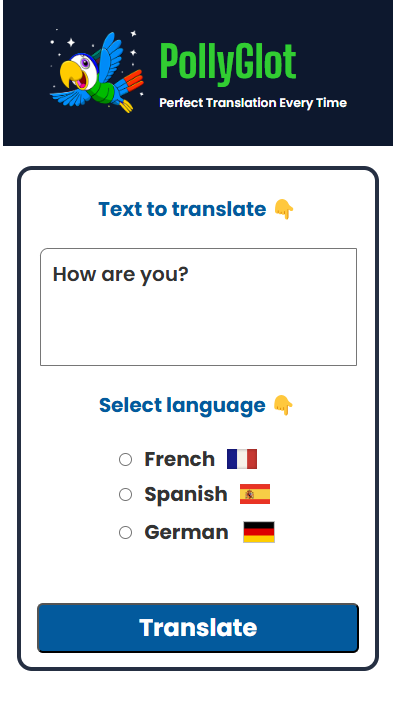 PollyGlot
Perfect Translation Every Time
Text to translate 👇
How are you?
Select language 👇
French
Spanish
German
Translate